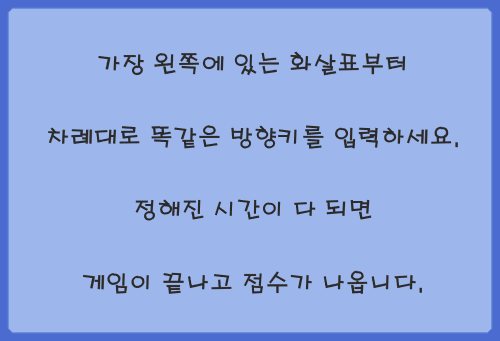 가장 왼쪽에 있는 화살표부터
차례대로 똑같은 방향키를 입력하세요.
정해진 시간이 다 되면
게임이 끝나고 점수가 나옵니다.